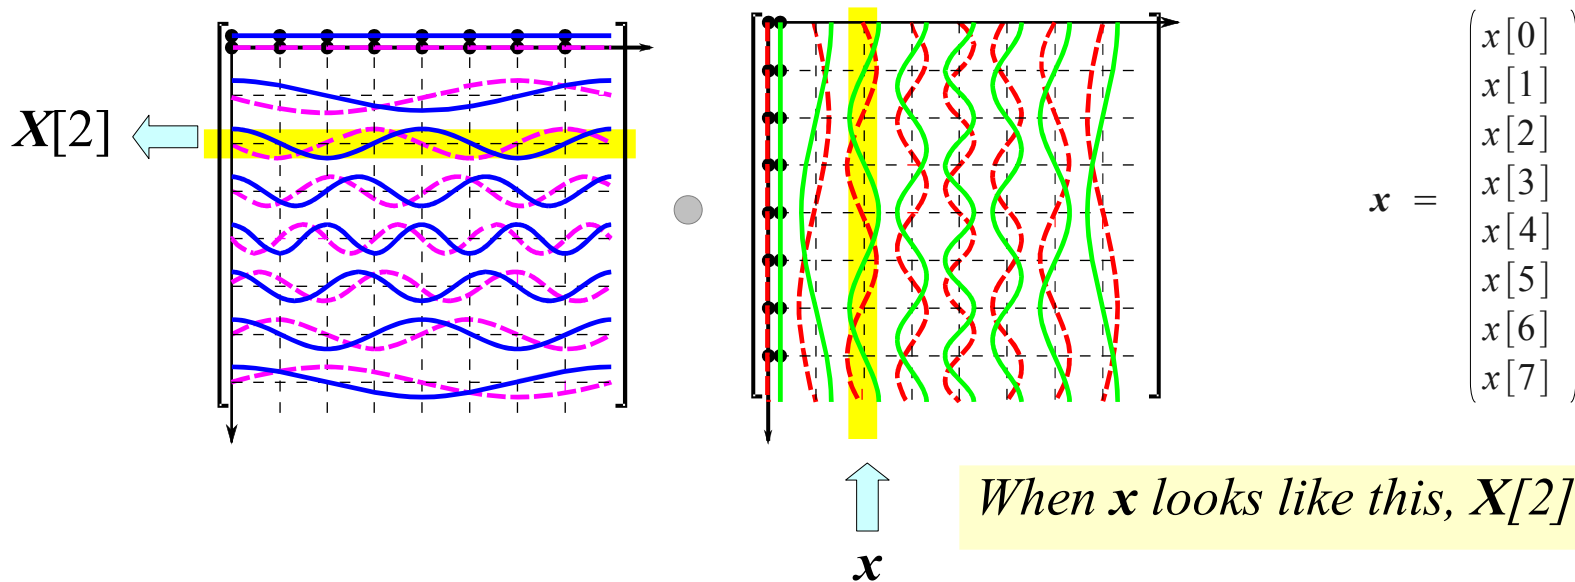 X[2]
x =
x[0]
x[1]
x[2]
x[3]
x[4]
x[5]
x[6]
x[7]
When x looks like this, X[2]
x